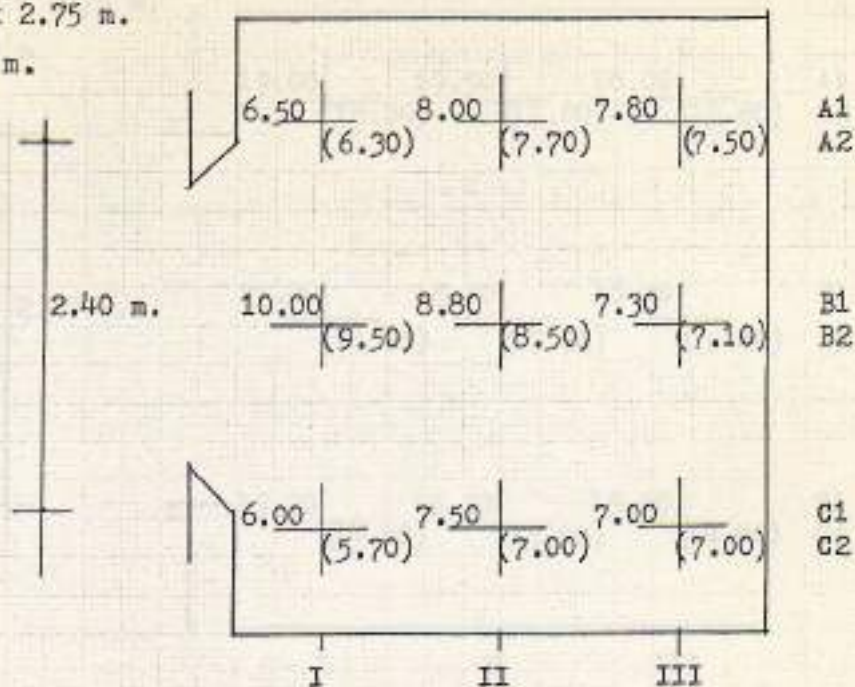 2.75 m.
m.
6.50 8.00 7.80 A1
(6.30) (7.70) (7.50) A2
2.40 m. 10.00 8.80 7.30 B1
(9.50) (8.50) (7.10) B2
6.00 7.50 7.00 C1
(5.70) (7.00) (7.00) C2
I II III